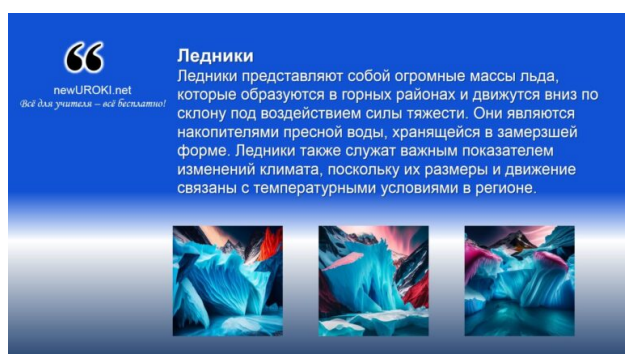 newUROKI.net
Всё для учителя – всё бесплатно!
Ледники
Ледники представляют собой огромные массы льда,
которые образуются в горных районах и движутся вниз по
склону под воздействием силы тяжести. Они являются
накопителями пресной воды, хранящейся в замерзшей
форме. Ледники также служат важным показателем
изменений климата, поскольку их размеры и движение
связаны с температурными условиями в регионе.